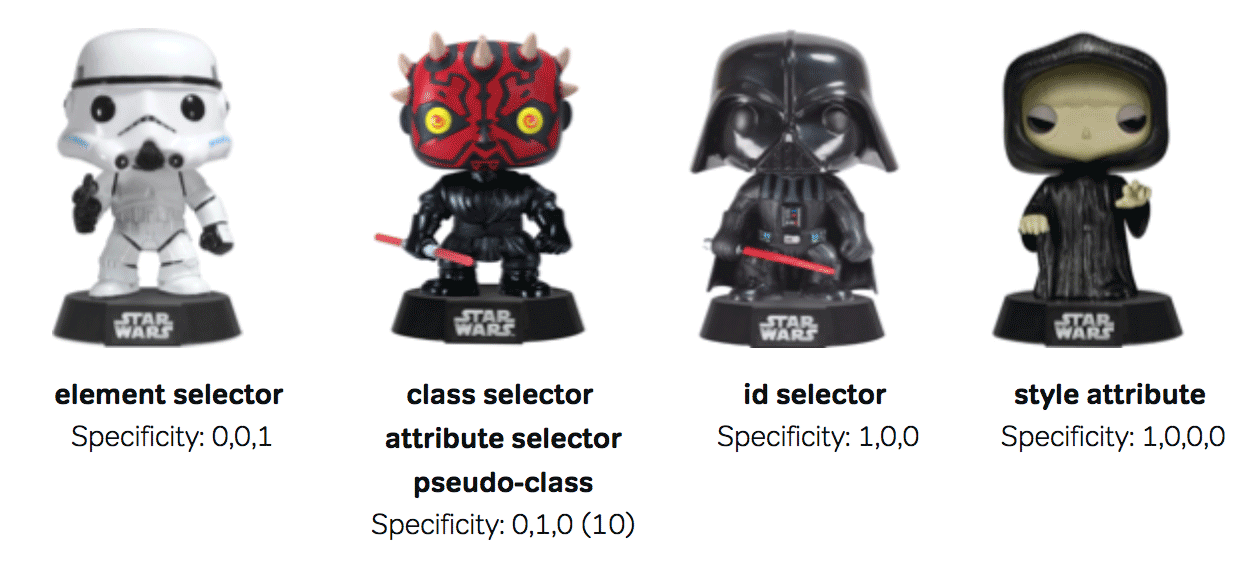 STAR
WARS
STAR
WARS
STAR
WARS
STAR
WARS
element selector
Specificity: 0,0,1
class selector
attribute selector
pseudo-class
Specificity: 0,1,0 (10)
id selector
Specificity: 1,0,0
style attribute
Specificity: 1,0,0,0